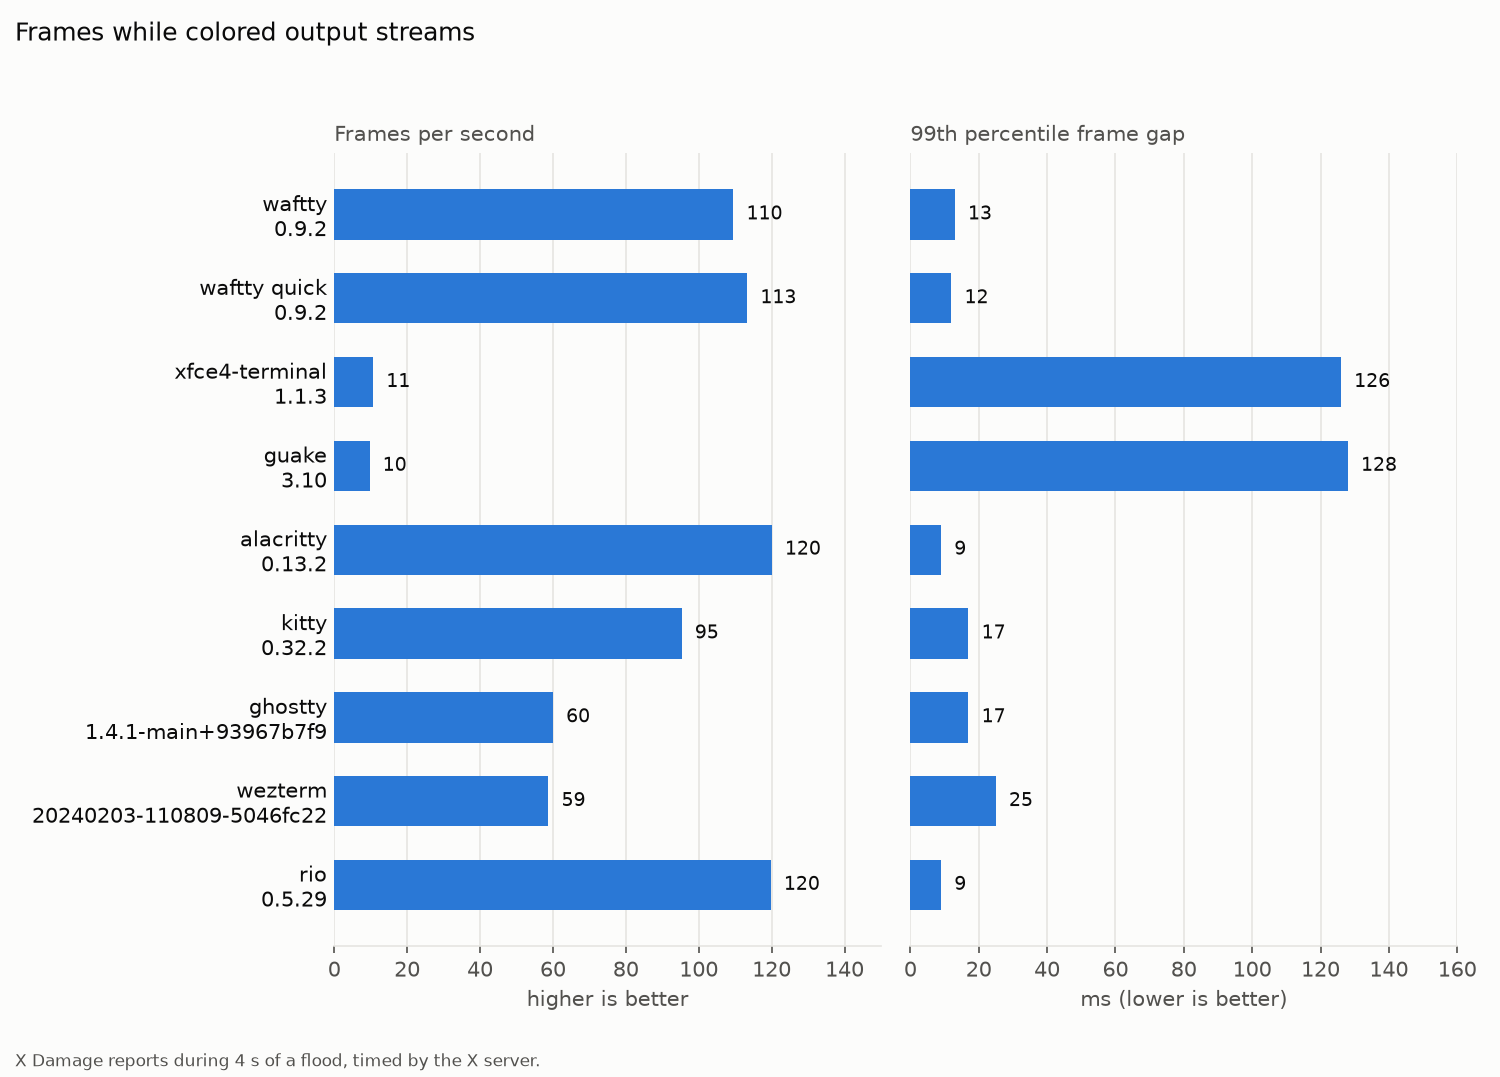 Frames while colored output streams
Frames per second
99th percentile frame gap
waftty
0.9.2
110
13
waftty quick
0.9.2
113
12
xfce4-terminal
1.1.3
11
126
guake
3.10
10
128
alacritty
0.13.2
120
9
kitty
0.32.2
95
17
ghostty
1.4.1-main+93967b7f9
60
17
wezterm
20240203-110809-5046fc22
59
25
rio
0.5.29
120
9
0 20 40 60 80 100 120 140
0 20 40 60 80 100 120 140 160
higher is better
ms (lower is better)
X Damage reports during 4 s of a flood, timed by the X server.